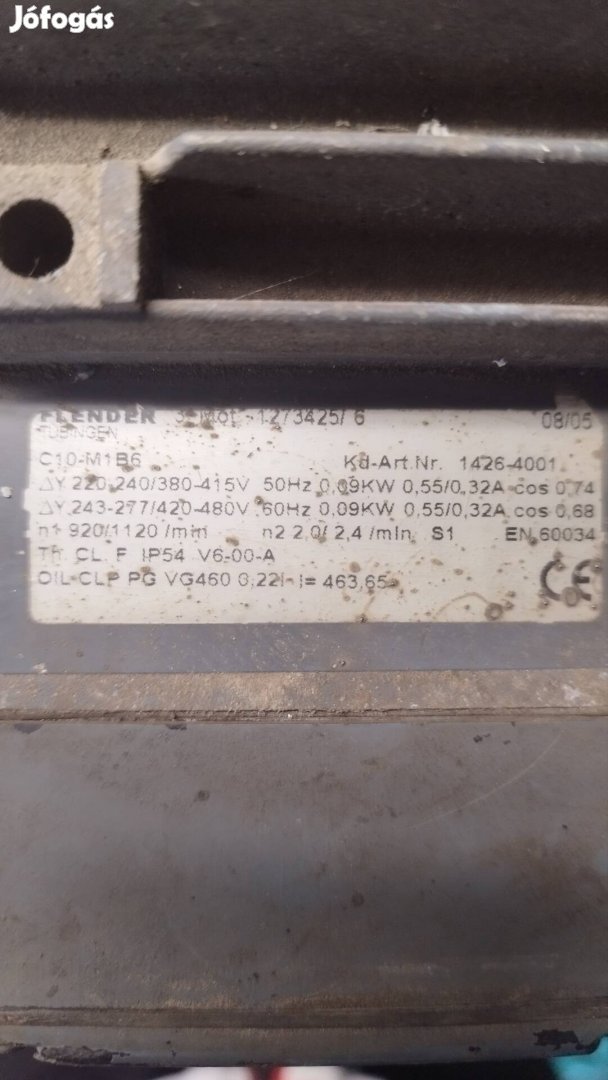 Jófogás
FLENDER 3~Mot. 1273425/ 6 08/05
TÜBINGEN
C10-M1B6 Kd-Art.Nr. 1426-4001
ΔY 220-240/380-415V 50Hz 0,09KW 0,55/0,32A cos 0,74
ΔY 243-277/420-480V 60Hz 0,09KW 0,55/0,32A cos 0,68
n1 920/1120 /min n2 2,0/ 2,4 /min S1 EN 60034
Th. CL. F IP54 V6-00-A
OIL-CLP PG VG460 0,22l i= 463,65
CE